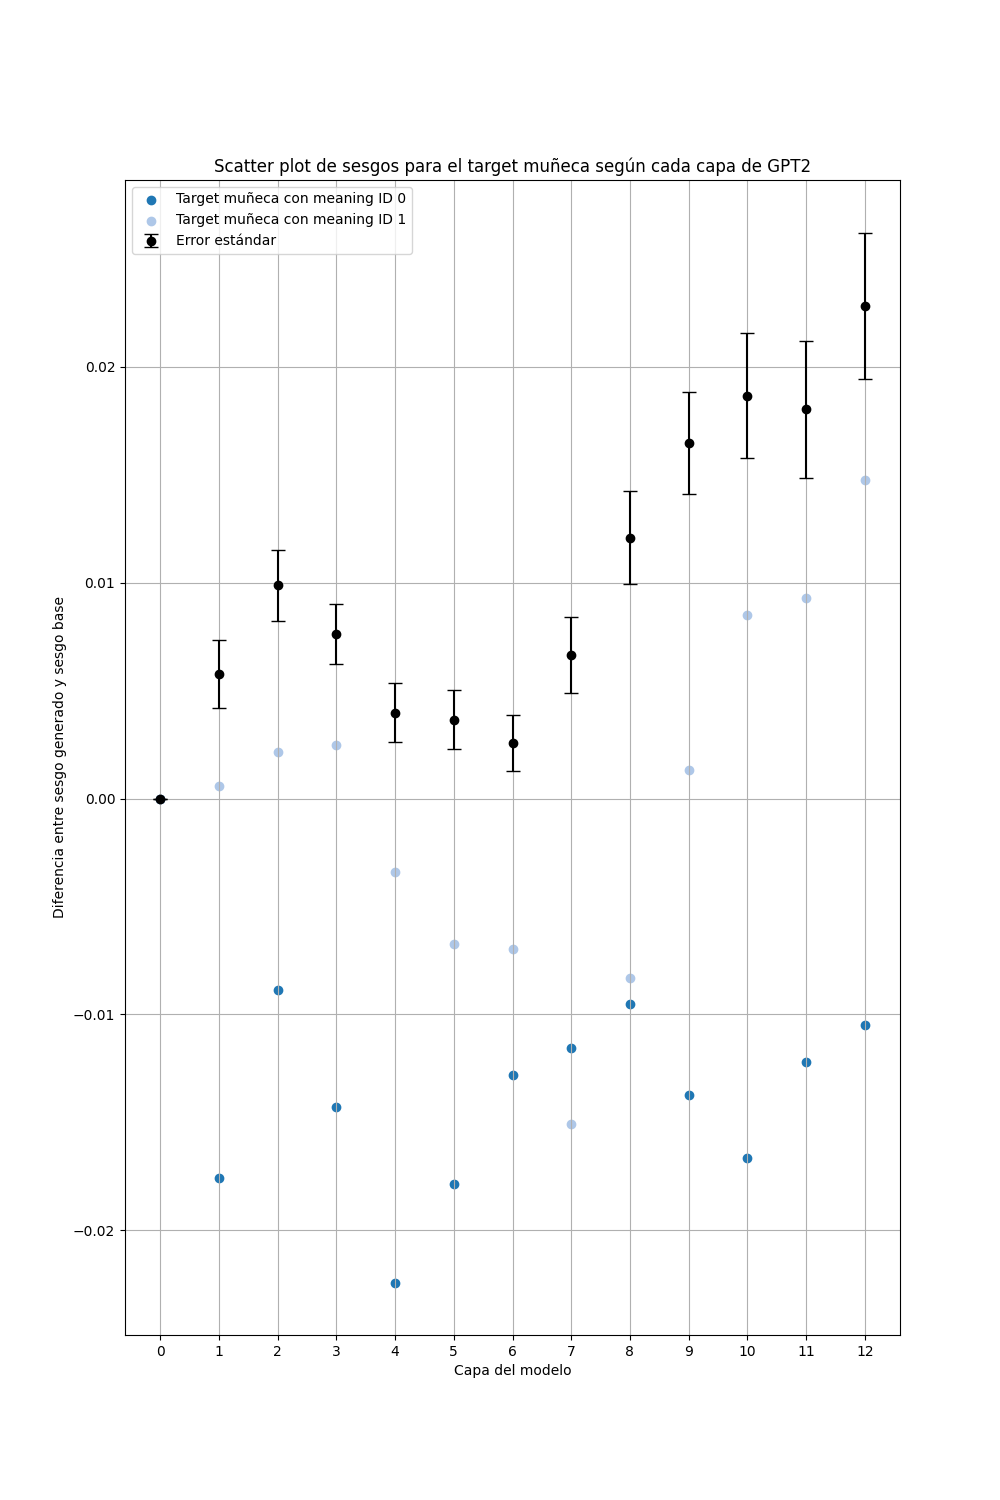 Scatter plot de sesgos para el target muñeca según cada capa de GPT2
Target muñeca con meaning ID 0
Target muñeca con meaning ID 1
Error estándar
0.02
0.01
0.00
−0.01
−0.02
Diferencia entre sesgo generado y sesgo base
0 1 2 3 4 5 6 7 8 9 10 11 12
Capa del modelo